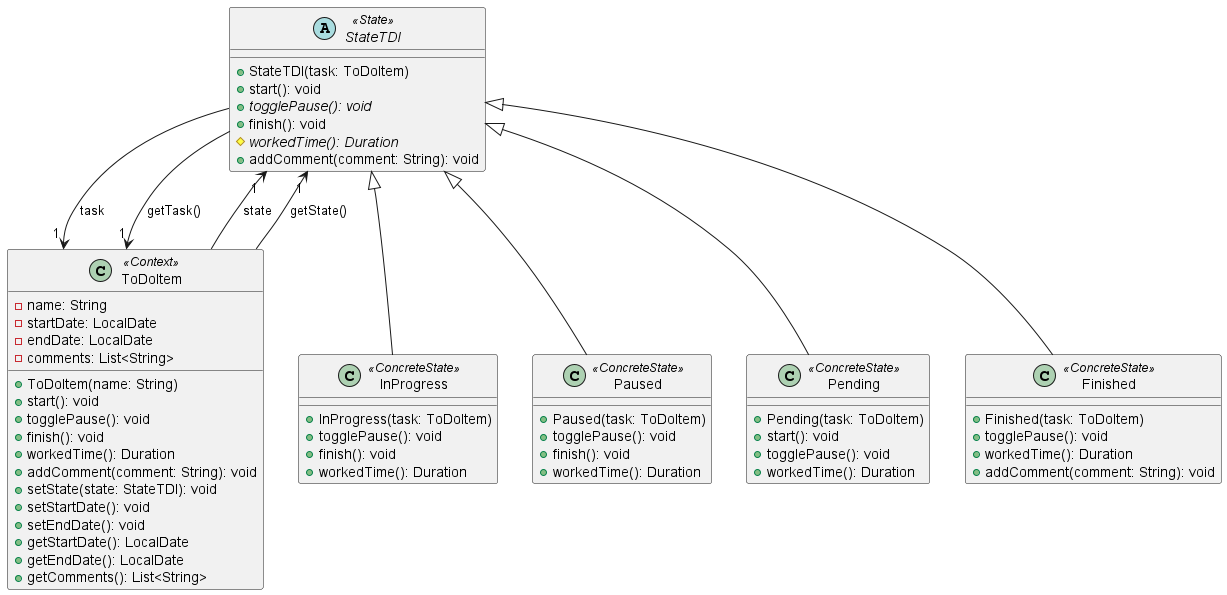 A
«State»
StateTDI
StateTDI(task: ToDoItem)
start(): void
togglePause(): void
finish(): void
workedTime(): Duration
addComment(comment: String): void
1
1
task
getTask()
state
getState()
1
1
C
«Context»
ToDoItem
name: String
startDate: LocalDate
endDate: LocalDate
comments: List<String>
ToDoItem(name: String)
start(): void
togglePause(): void
finish(): void
workedTime(): Duration
addComment(comment: String): void
setState(state: StateTDI): void
setStartDate(): void
setEndDate(): void
getStartDate(): LocalDate
getEndDate(): LocalDate
getComments(): List<String>
C
«ConcreteState»
InProgress
InProgress(task: ToDoItem)
togglePause(): void
finish(): void
workedTime(): Duration
C
«ConcreteState»
Paused
Paused(task: ToDoItem)
togglePause(): void
finish(): void
workedTime(): Duration
C
«ConcreteState»
Pending
Pending(task: ToDoItem)
start(): void
togglePause(): void
workedTime(): Duration
C
«ConcreteState»
Finished
Finished(task: ToDoItem)
togglePause(): void
workedTime(): Duration
addComment(comment: String): void